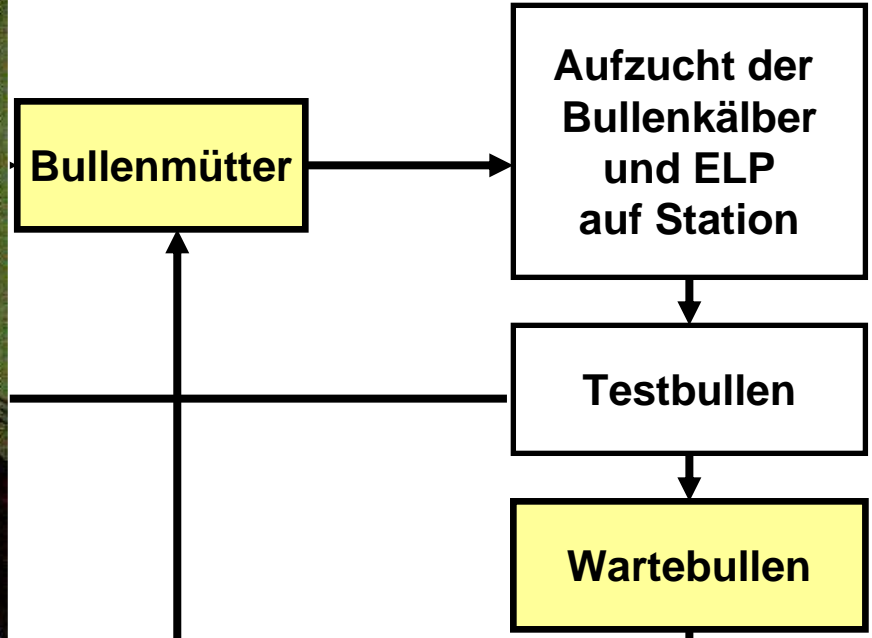 Bullenmütter
Aufzucht der
Bullenkälber
und ELP
auf Station
Testbullen
Wartebullen